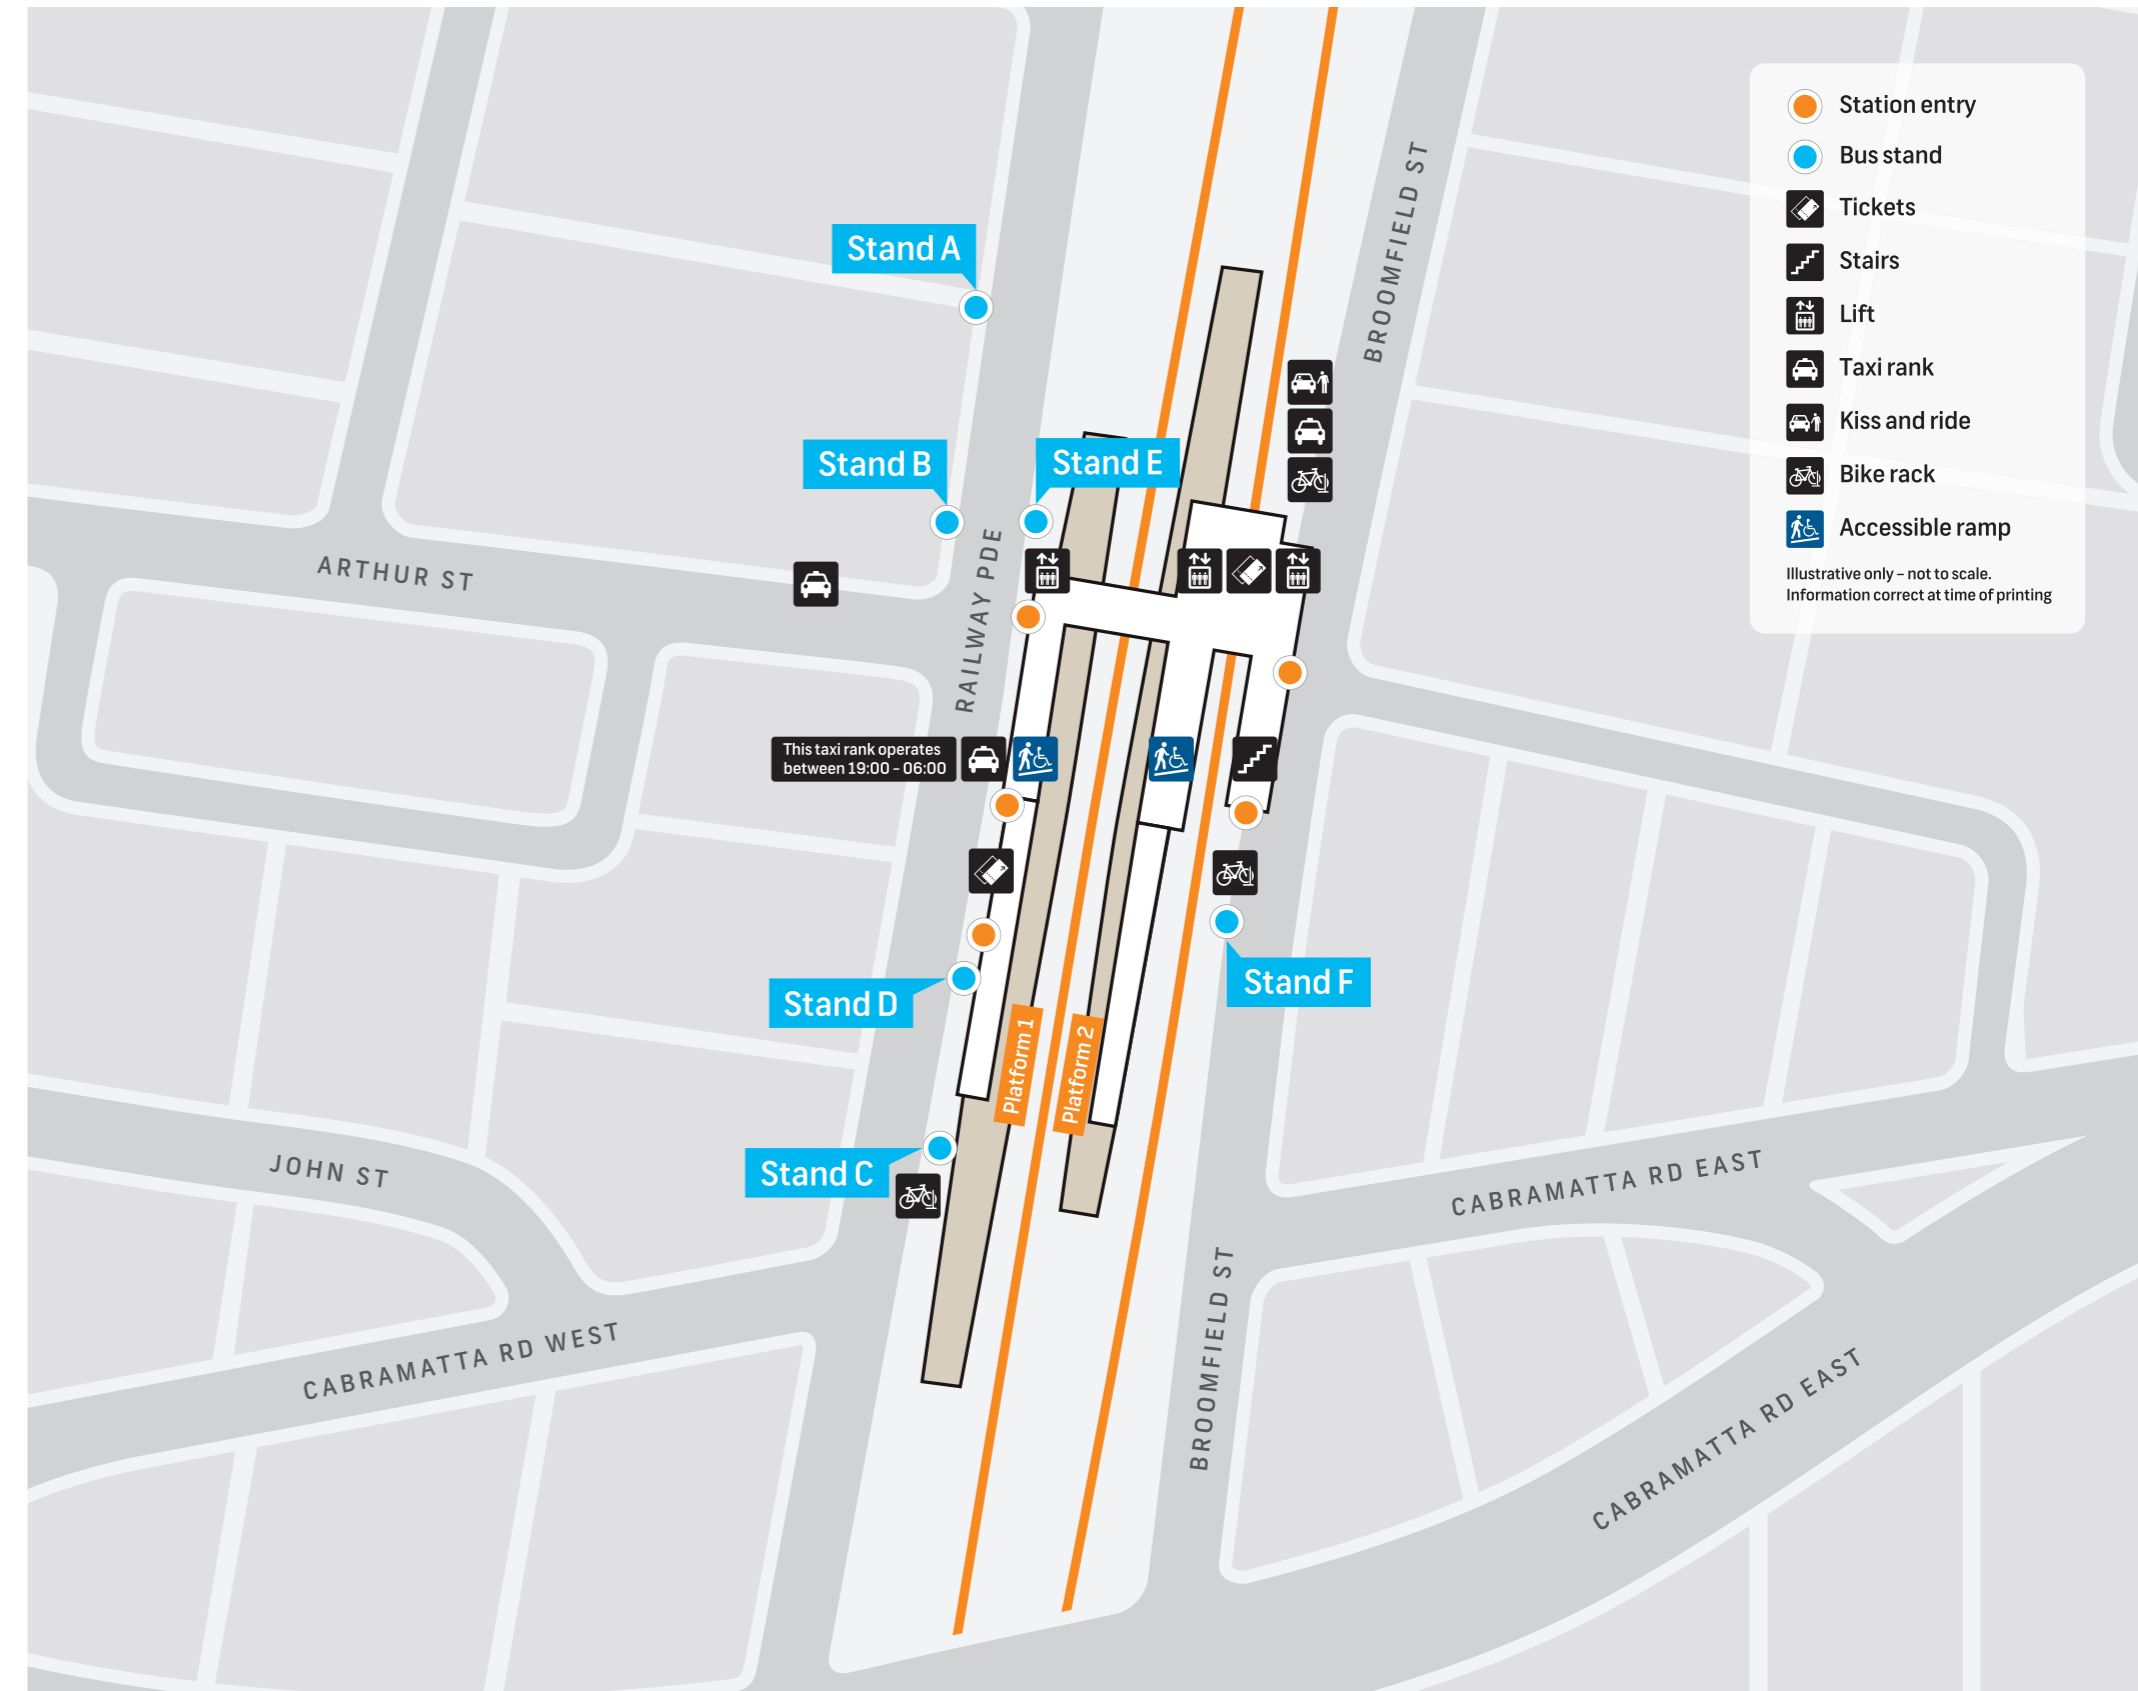 Station entry
Bus stand
Tickets
Stairs
Lift
Taxi rank
Kiss and ride
Bike rack
Accessible ramp
Illustrative only – not to scale.
Information correct at time of printing
BROOMFIELD ST
Stand A
Stand B
Stand E
ARTHUR ST
RAILWAY PDE
This taxi rank operates
between 19:00 - 06:00
Stand D
Stand F
Platform 1
Platform 2
Stand C
JOHN ST
CABRAMATTA RD EAST
CABRAMATTA RD WEST
BROOMFIELD ST
CABRAMATTA RD EAST